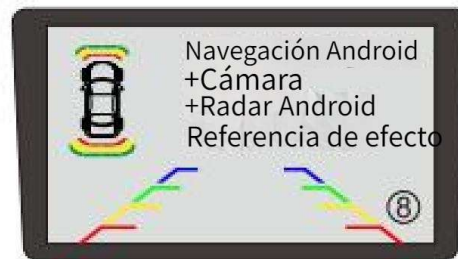 Navegación Android
+Cámara
+Radar Android
Referencia de efecto
⑧